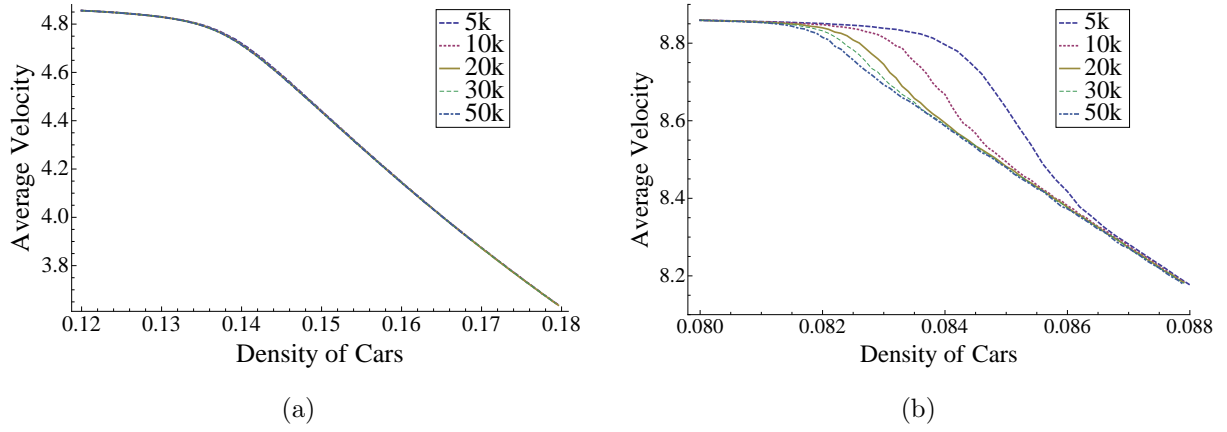 4.8
4.6
4.4
4.2
4.0
3.8
Average Velocity
0.12 0.13 0.14 0.15 0.16 0.17 0.18
Density of Cars
5k
10k
20k
30k
50k
(a)
8.8
8.6
8.4
8.2
Average Velocity
0.080 0.082 0.084 0.086 0.088
Density of Cars
5k
10k
20k
30k
50k
(b)